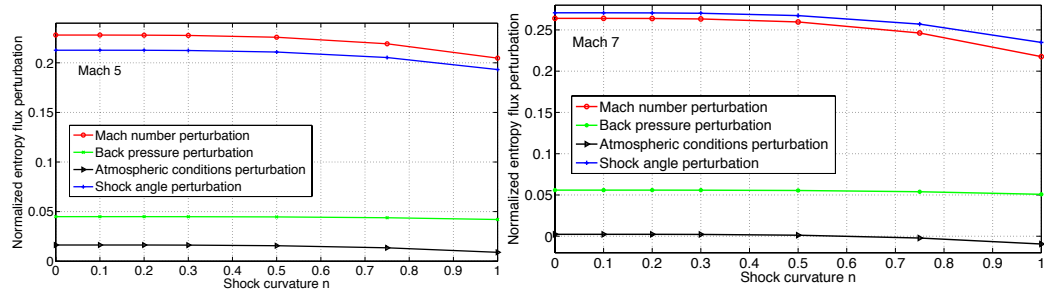 Normalized entropy flux perturbation
0.2
0.15
0.1
0.05
0
Mach 5
Mach number perturbation
Back pressure perturbation
Atmospheric conditions perturbation
Shock angle perturbation
0 0.1 0.2 0.3 0.4 0.5 0.6 0.7 0.8 0.9 1
Shock curvature n
Normalized entropy flux perturbation
0.25
0.2
0.15
0.1
0.05
0
Mach 7
Mach number perturbation
Back pressure perturbation
Atmospheric conditions perturbation
Shock angle perturbation
0 0.1 0.2 0.3 0.4 0.5 0.6 0.7 0.8 0.9 1
Shock curvature n